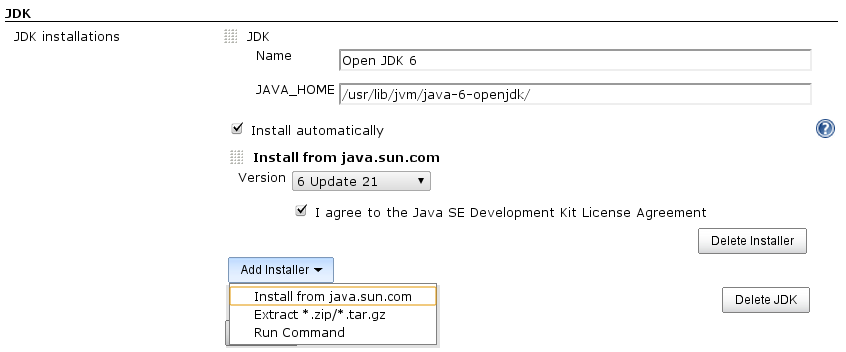 JDK
JDK installations
JDK
Name
Open JDK 6
JAVA_HOME
/usr/lib/jvm/java-6-openjdk/
Install automatically
?
Install from java.sun.com
Version
6 Update 21
I agree to the Java SE Development Kit License Agreement
Delete Installer
Add Installer
Install from java.sun.com
Extract *.zip/*.tar.gz
Run Command
Delete JDK